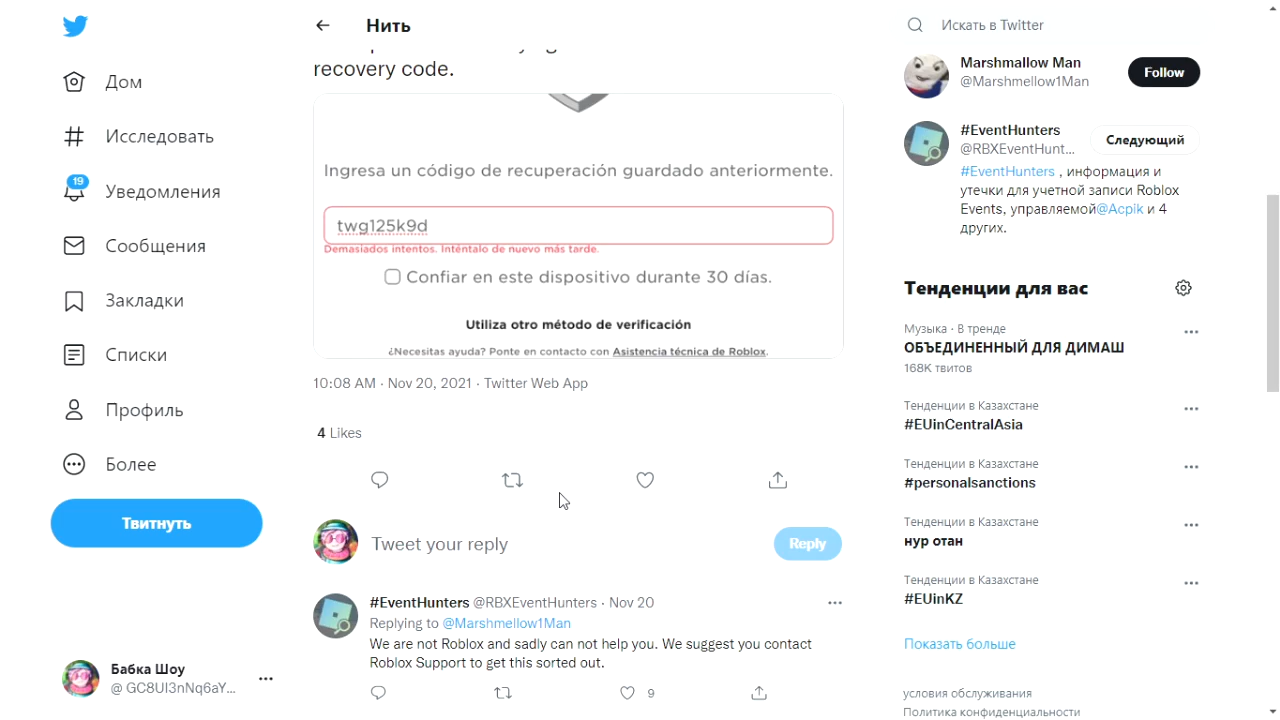 Дом
Исследовать
19
Уведомления
Сообщения
Закладки
Списки
Профиль
Более
Твитнуть
Бабка Шоу
@ GC8UI3nNq6aY...
Нить
recovery code.
Ingresa un código de recuperación guardado anteriormente.
twg125k9d
Demasiados intentos. Inténtalo de nuevo más tarde.
Confiar en este dispositivo durante 30 días.
Utiliza otro método de verificación
¿Necesitas ayuda? Ponte en contacto con Asistencia técnica de Roblox.
10:08 AM · Nov 20, 2021 · Twitter Web App
4 Likes
Tweet your reply
Reply
#EventHunters @RBXEventHunters · Nov 20
Replying to @Marshmellow1Man
We are not Roblox and sadly can not help you. We suggest you contact
Roblox Support to get this sorted out.
9
Искать в Twitter
Marshmallow Man
@Marshmellow1Man
Follow
#EventHunters
@RBXEventHunt...
Следующий
#EventHunters , информация и
утечки для учетной записи Roblox
Events, управляемой@Acpik и 4
других.
Тенденции для вас
Музыка · В тренде
ОБЪЕДИНЕННЫЙ ДЛЯ ДИМАШ
168K твитов
Тенденции в Казахстане
#EUinCentralAsia
Тенденции в Казахстане
#personalsanctions
Тенденции в Казахстане
нур отан
Тенденции в Казахстане
#EUinKZ
Показать больше
условия обслуживания
Политика конфиденциальности